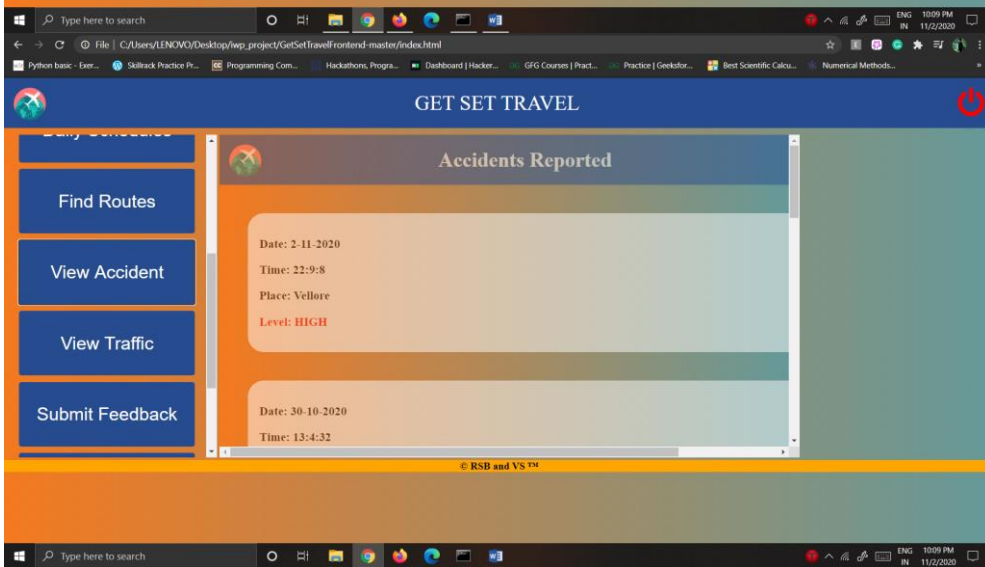 Type here to search
ENG 10:09 PM
IN 11/2/2020
File | C:/Users/LENOVO/Desktop/iwp_project/GetSetTravelFrontend-master/index.html
Python basic - Exer... Skillrack Practice Pr... Programming Com... Hackathons, Progra... Dashboard | Hacker... GFG Courses | Pract... Practice | Geeksfor... Best Scientific Calcu... Numerical Methods... »
GET SET TRAVEL
Daily Schedules
Find Routes
View Accident
View Traffic
Submit Feedback
Accidents Reported
Date: 2-11-2020
Time: 22:9:8
Place: Vellore
Level: HIGH
Date: 30-10-2020
Time: 13:4:32
© RSB and VS ™
Type here to search
ENG 10:09 PM
IN 11/2/2020